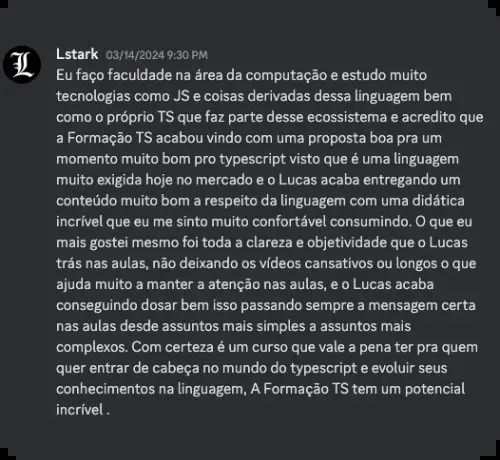 Lstark 03/14/2024 9:30 PM
Eu faço faculdade na área da computação e estudo muito
tecnologias como JS e coisas derivadas dessa linguagem bem
como o próprio TS que faz parte desse ecossistema e acredito que
a Formação TS acabou vindo com uma proposta boa pra um
momento muito bom pro typescript visto que é uma linguagem
muito exigida hoje no mercado e o Lucas acaba entregando um
conteúdo muito bom a respeito da linguagem com uma didática
incrível que eu me sinto muito confortável consumindo. O que eu
mais gostei mesmo foi toda a clareza e objetividade que o Lucas
trás nas aulas, não deixando os vídeos cansativos ou longos o que
ajuda muito a manter a atenção nas aulas, e o Lucas acaba
conseguindo dosar bem isso passando sempre a mensagem certa
nas aulas desde assuntos mais simples a assuntos mais
complexos. Com certeza é um curso que vale a pena ter pra quem
quer entrar de cabeça no mundo do typescript e evoluir seus
conhecimentos na linguagem, A Formação TS tem um potencial
incrível .